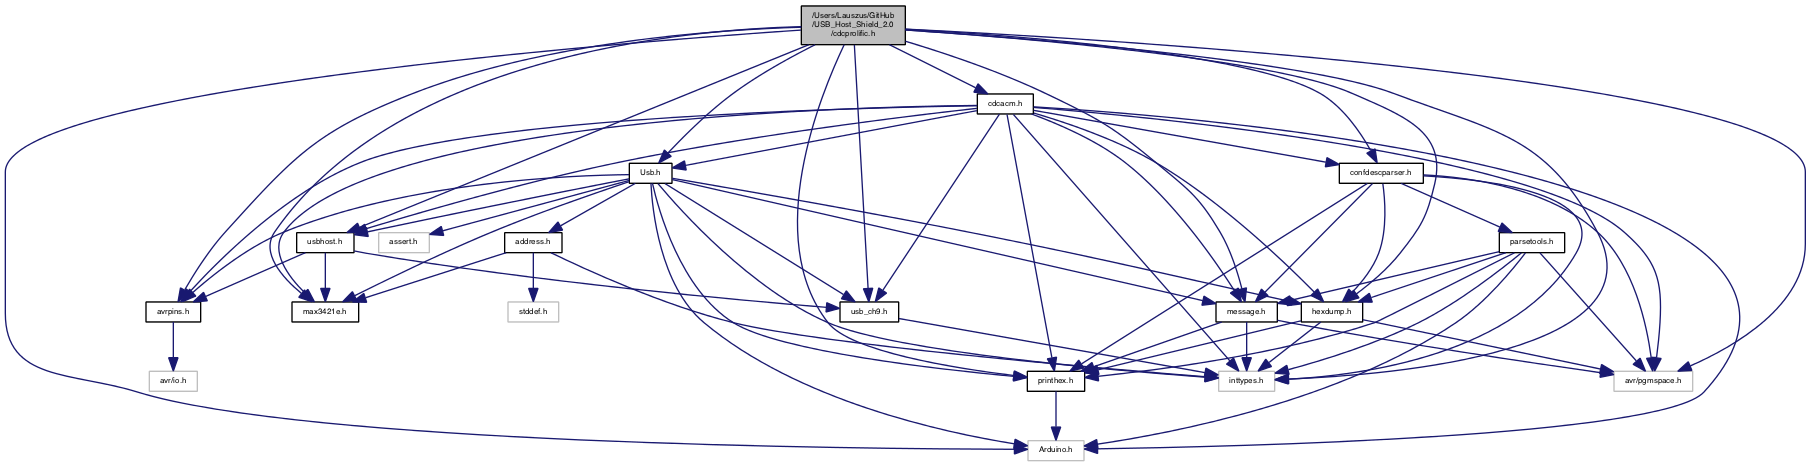 /Users/Lauszus/GitHub
/USB_Host_Shield_2.0
/cdcprolific.h
cdcacm.h
Usb.h
confdescparser.h
usbhost.h
assert.h
address.h
parsetools.h
avrpins.h
max3421e.h
stddef.h
usb_ch9.h
message.h
hexdump.h
avr/io.h
printhex.h
inttypes.h
avr/pgmspace.h
Arduino.h